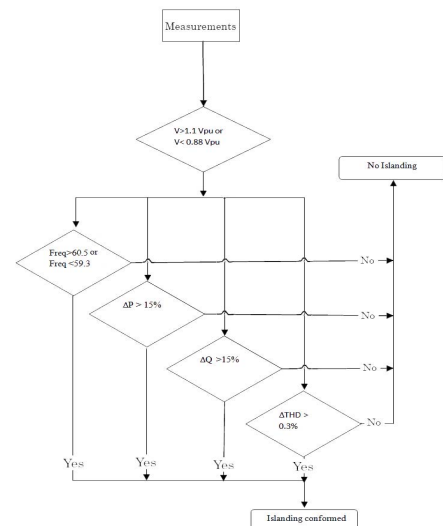 Measurements
V>1.1 Vpu or
V< 0.88 Vpu
No Islanding
Freq>60.5 or
Freq <59.3
No
ΔP > 15%
No
ΔQ >15%
No
ΔTHD >
0.3%
No
Yes
Yes
Yes
Yes
Islanding conformed